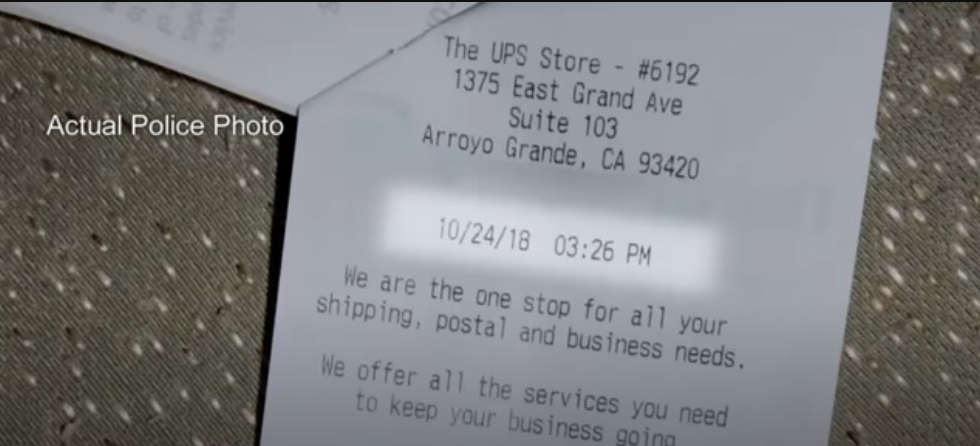 The UPS Store - #6192
1375 East Grand Ave
Suite 103
Arroyo Grande, CA 93420
Actual Police Photo
10/24/18 03:26 PM
We are the one stop for all your
shipping, postal and business needs.
We offer all the services you need
to keep your business going